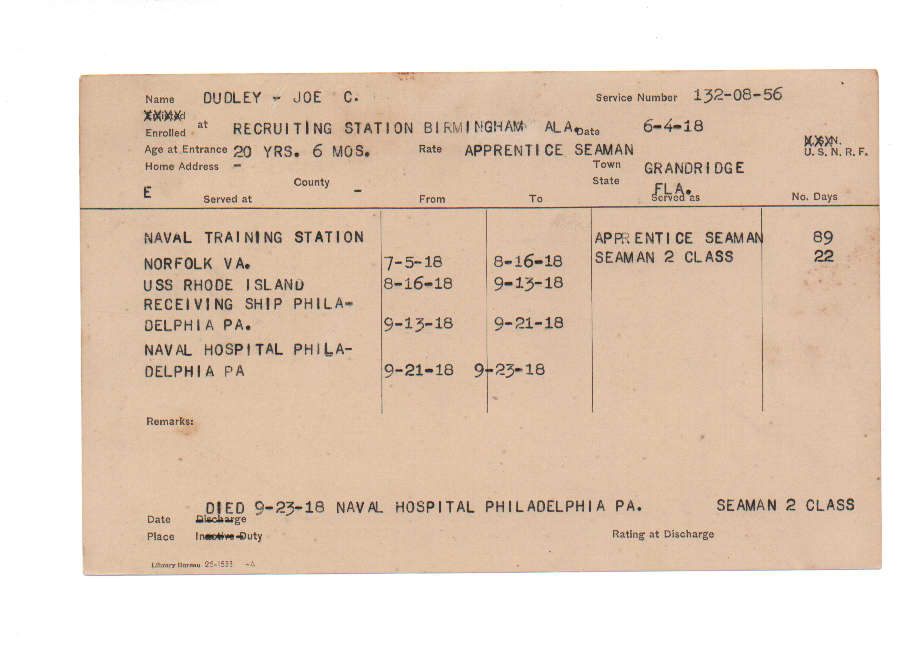 Name DUDLEY - JOE C. Service Number 132-08-56
Enrolled at RECRUITING STATION BIRMINGHAM ALA. Date 6-4-18
Age at Entrance 20 YRS. 6 MOS. Rate APPRENTICE SEAMAN U. S. N. R. F.
Home Address - Town GRANDRIDGE
E County - State FLA.
Served at From To Served as No. Days
NAVAL TRAINING STATION APPRENTICE SEAMAN 89
NORFOLK VA. 7-5-18 8-16-18 SEAMAN 2 CLASS 22
USS RHODE ISLAND 8-16-18 9-13-18
RECEIVING SHIP PHILA-
DELPHIA PA. 9-13-18 9-21-18
NAVAL HOSPITAL PHILA-
DELPHIA PA 9-21-18 9-23-18
Remarks:
DIED 9-23-18 NAVAL HOSPITAL PHILADELPHIA PA. SEAMAN 2 CLASS
Date Discharge
Place Inactive Duty Rating at Discharge
Library Bureau 26-1533 -A